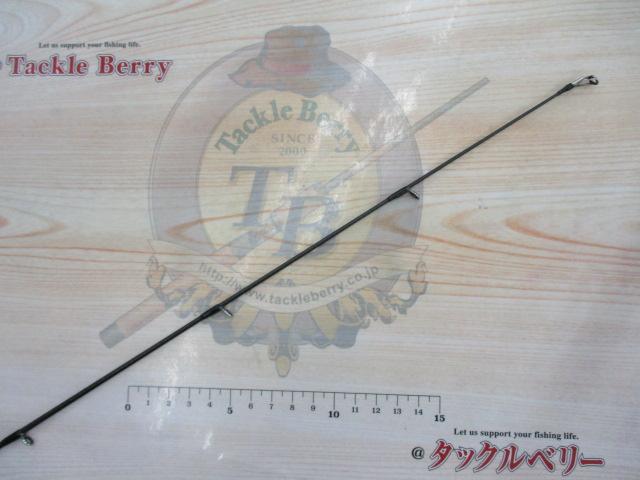 Let us support your fishing life.
@ Tackle Berry
Tackle Berry
SINCE
2000
TB
http://www.tackleberry.co.jp
0 1 2 3 4 5 6 7 8 9 10 11 12 13 14 15
Let us support your fishing life.
@ タックルベリー